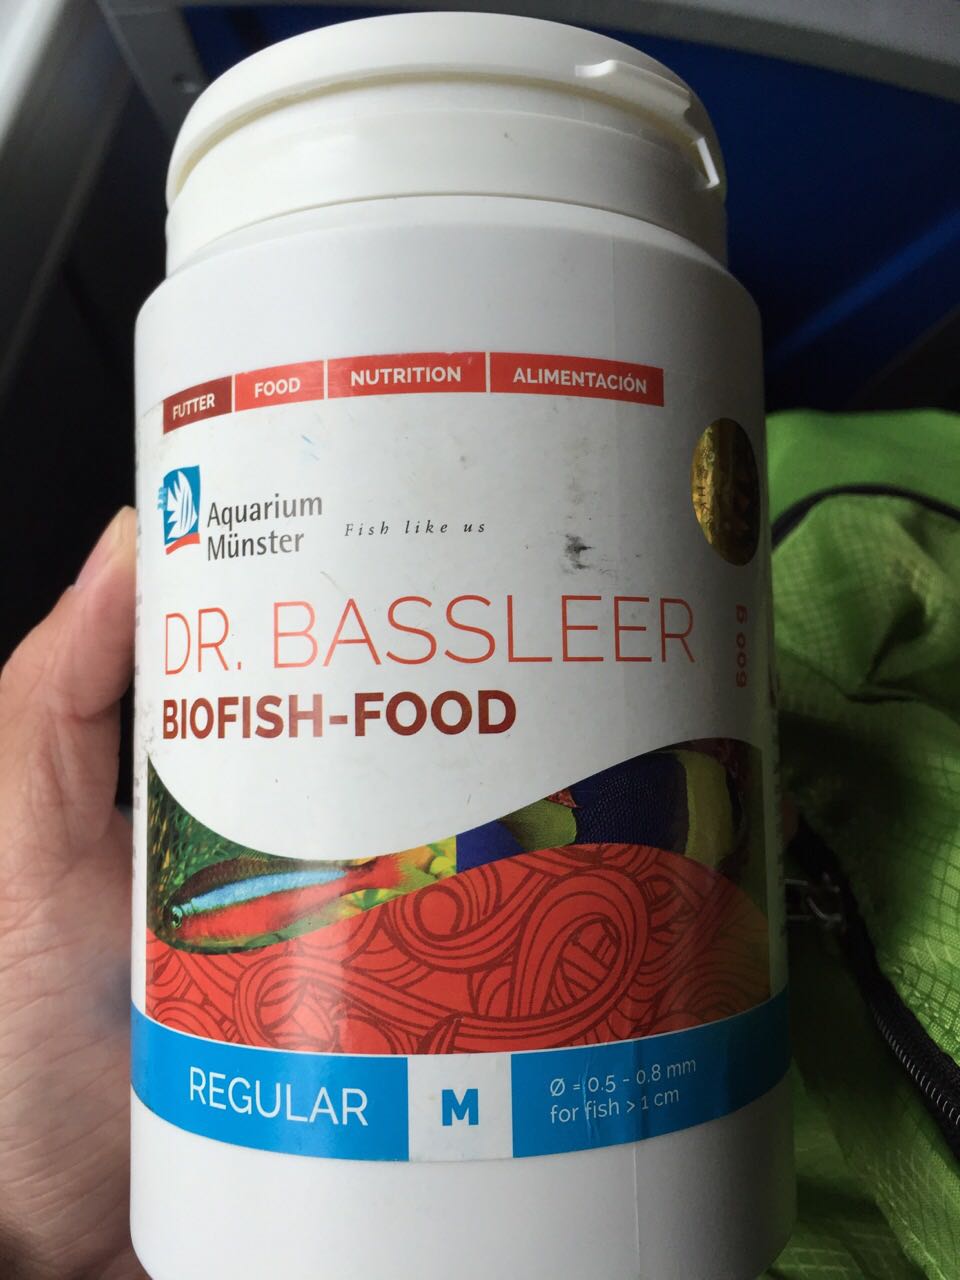 FUTTER FOOD NUTRITION ALIMENTACIÓN
Aquarium
Münster
Fish like us
DR. BASSLEER
BIOFISH-FOOD
600 g
REGULAR
M
Ø = 0.5 - 0.8 mm
for fish > 1 cm